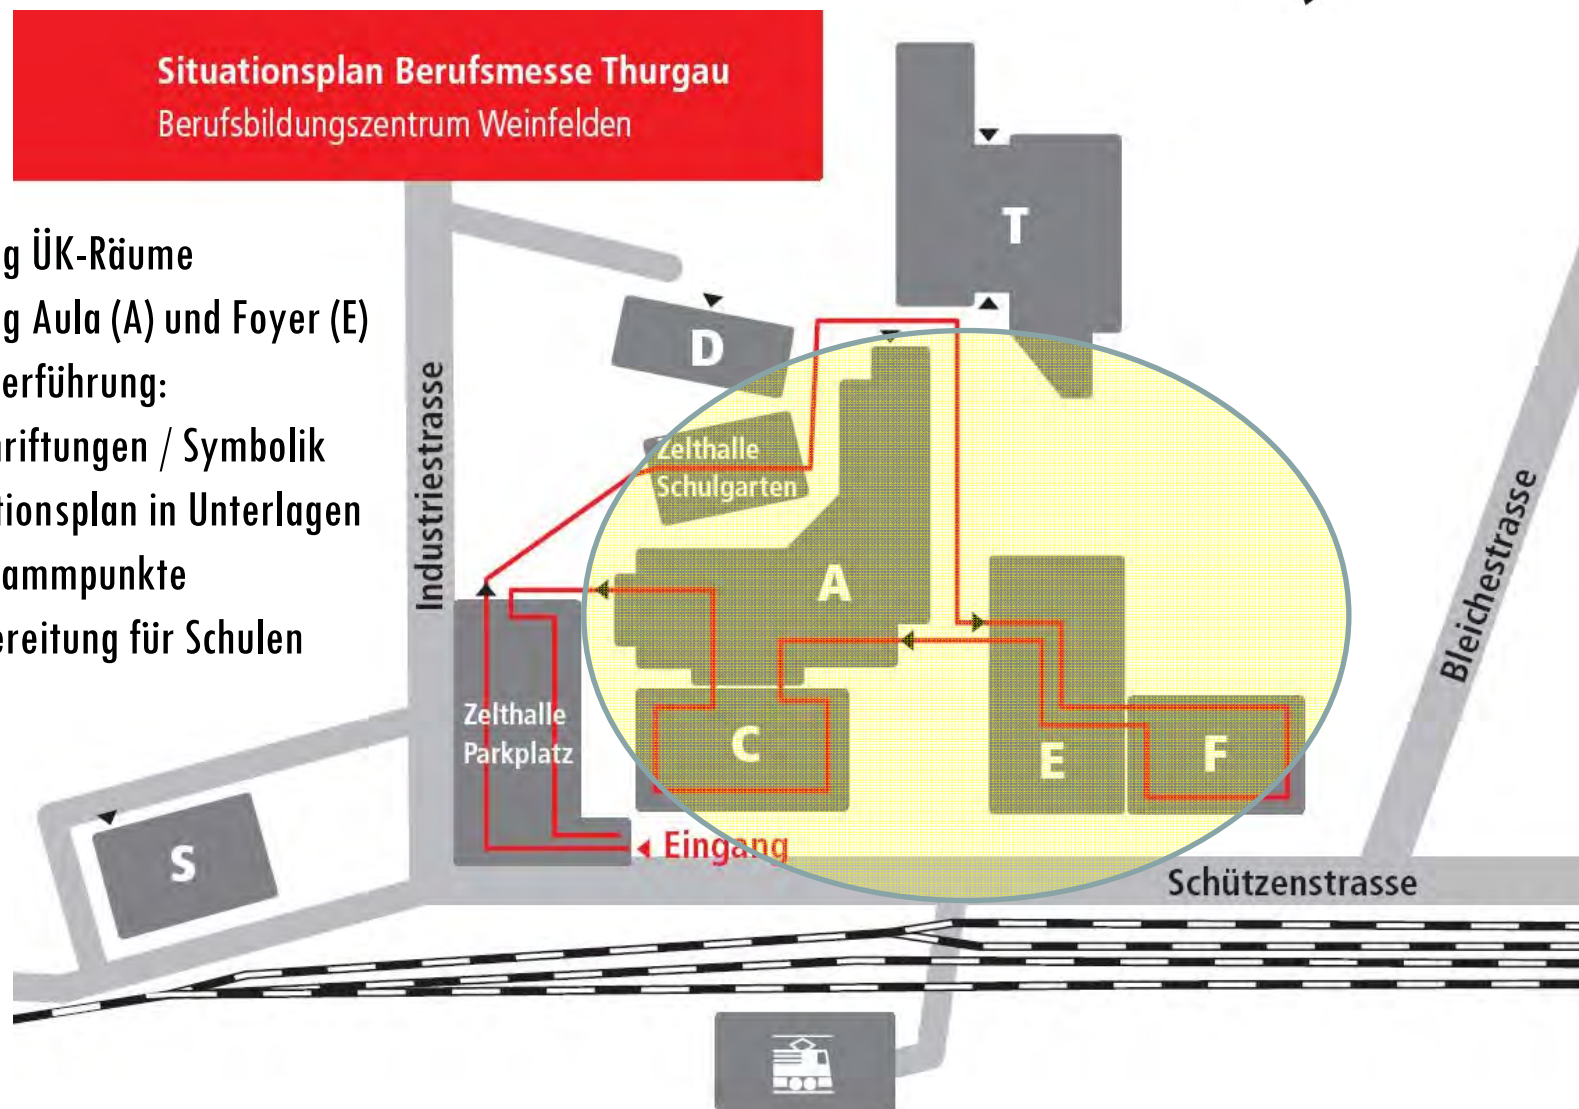 Situationsplan Berufsmesse Thurgau
Berufsbildungszentrum Weinfelden
g ÜK-Räume
g Aula (A) und Foyer (E)
erführung:
riftungen / Symbolik
tionsplan in Unterlagen
ammpunkte
ereitung für Schulen
Industriestrasse
T
D
Zelthalle
Schulgarten
A
Bleichestrasse
Zelthalle
Parkplatz
C
E
F
Eingang
S
Schützenstrasse